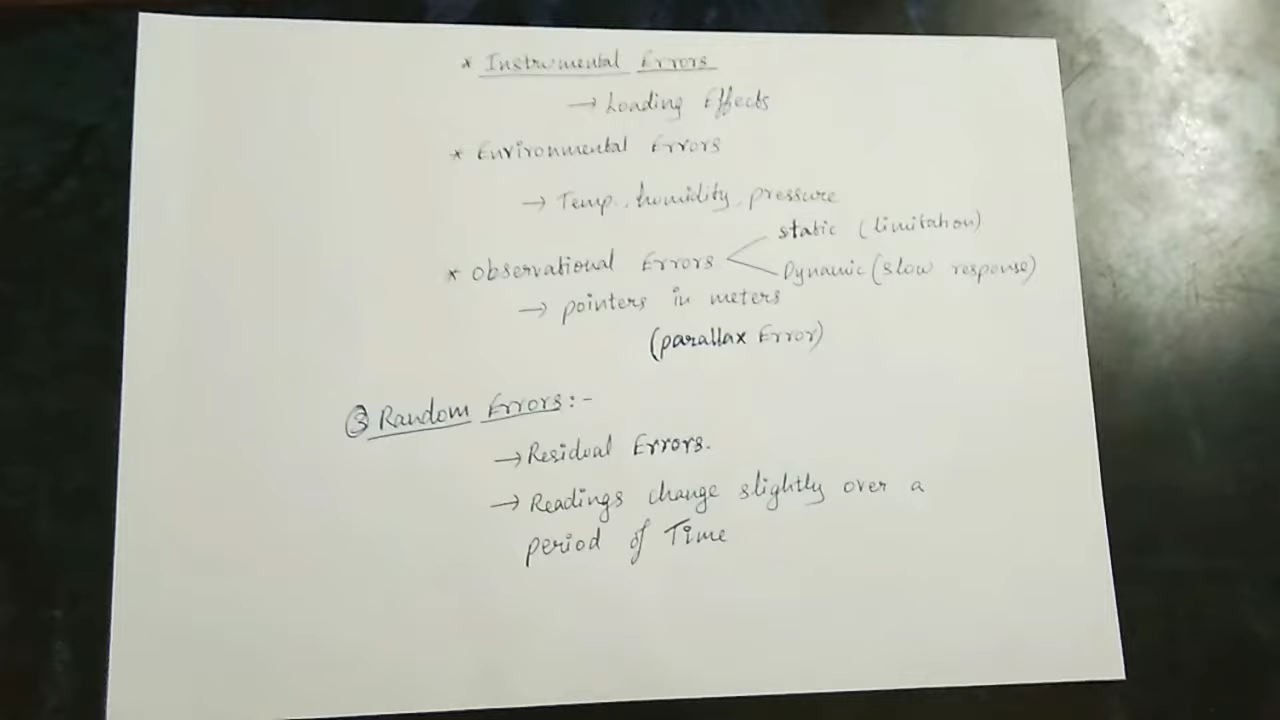 * Instrumental Errors
→ Loading Effects
* Environmental Errors
→ Temp, humidity, pressure
static (limitation)
* Observational Errors
Dynamic (slow response)
→ pointers in meters
(parallax Error)
③ Random Errors:-
→ Residual Errors.
→ Readings change slightly over a
period of Time